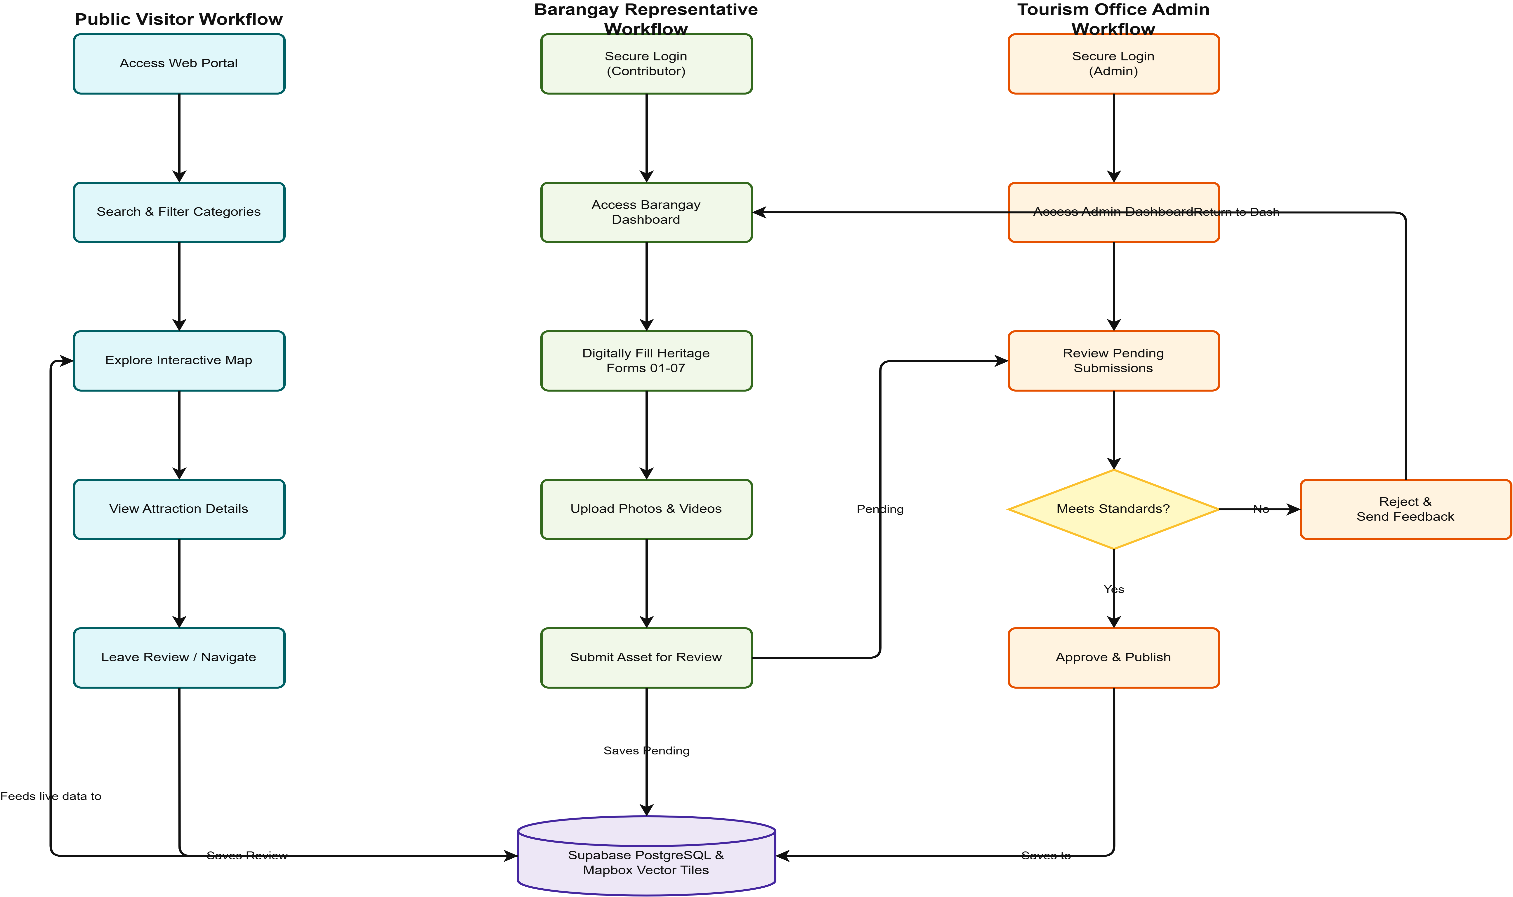 Public Visitor Workflow
Barangay Representative
Workflow
Tourism Office Admin
Workflow
Access Web Portal
Secure Login
(Contributor)
Secure Login
(Admin)
Search & Filter Categories
Access Barangay
Dashboard
Access Admin Dashboard
Return to Dash
Explore Interactive Map
Digitally Fill Heritage
Forms 01-07
Review Pending
Submissions
View Attraction Details
Upload Photos & Videos
Pending
Meets Standards?
No
Reject &
Send Feedback
Yes
Leave Review / Navigate
Submit Asset for Review
Approve & Publish
Saves Pending
Feeds live data to
Saves Review
Supabase PostgreSQL &
Mapbox Vector Tiles
Saves to